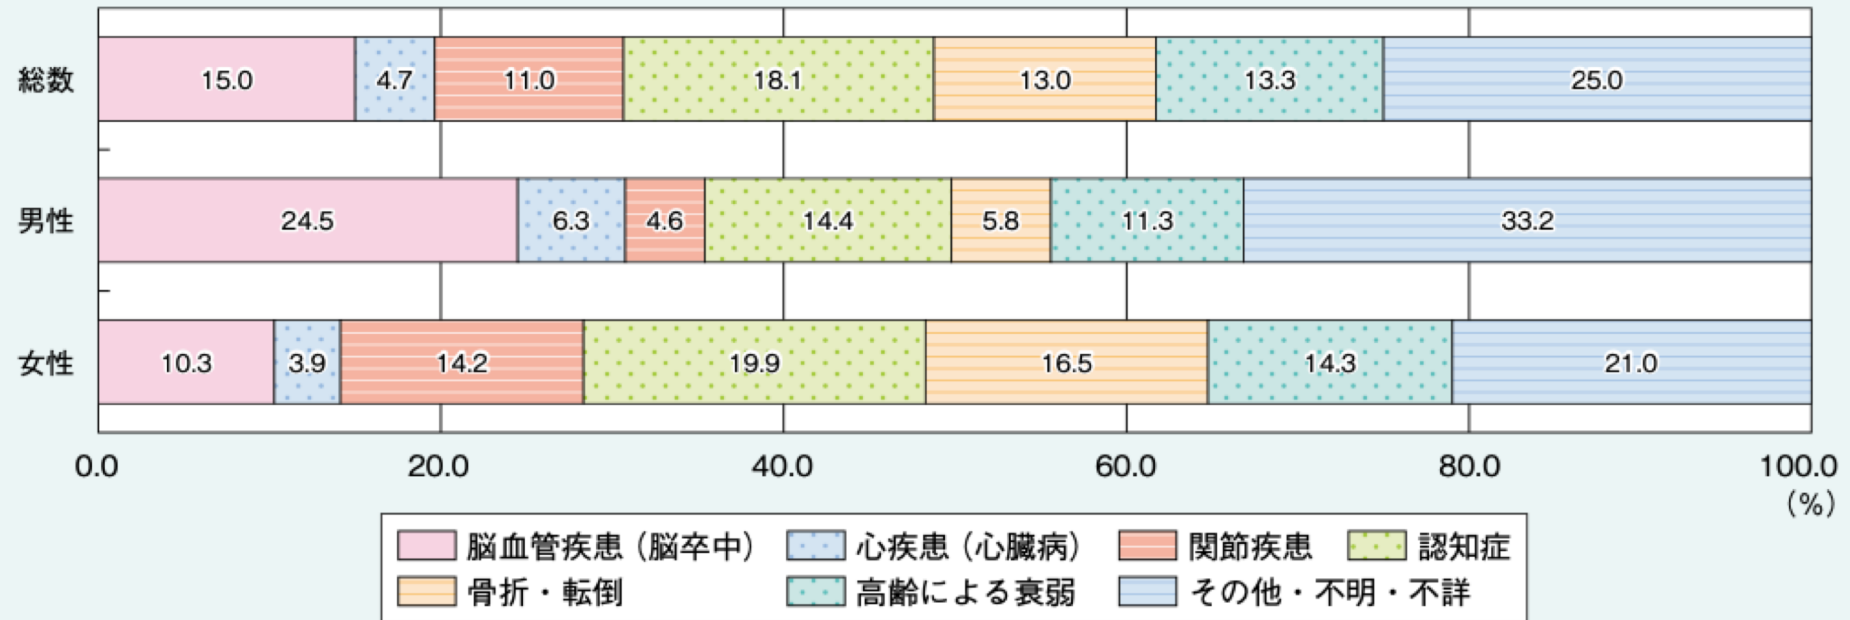 総数 15.0 4.7 11.0 18.1 13.0 13.3 25.0
男性 24.5 6.3 4.6 14.4 5.8 11.3 33.2
女性 10.3 3.9 14.2 19.9 16.5 14.3 21.0
0.0 20.0 40.0 60.0 80.0 100.0
(%)
脳血管疾患(脳卒中) 心疾患(心臓病) 関節疾患 認知症
骨折・転倒 高齢による衰弱 その他・不明・不詳